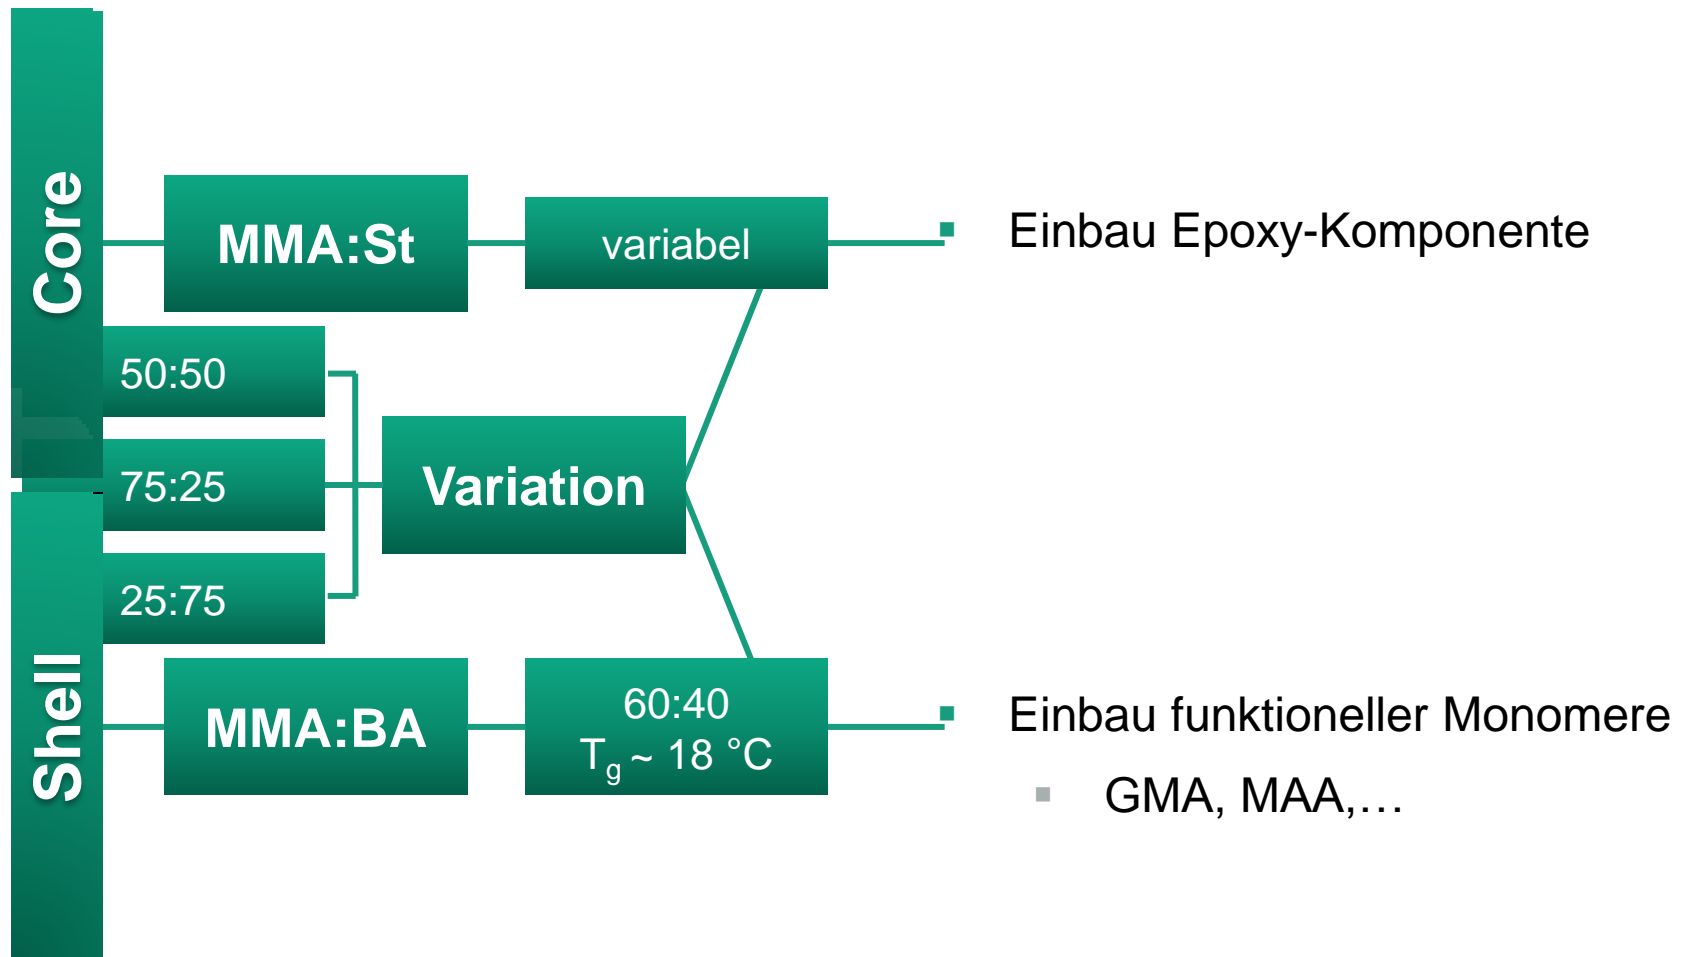 Core
MMA:St
variabel
Einbau Epoxy-Komponente
50:50
75:25
25:75
Variation
Shell
MMA:BA
60:40
Tg ~ 18 °C
Einbau funktioneller Monomere
GMA, MAA,…